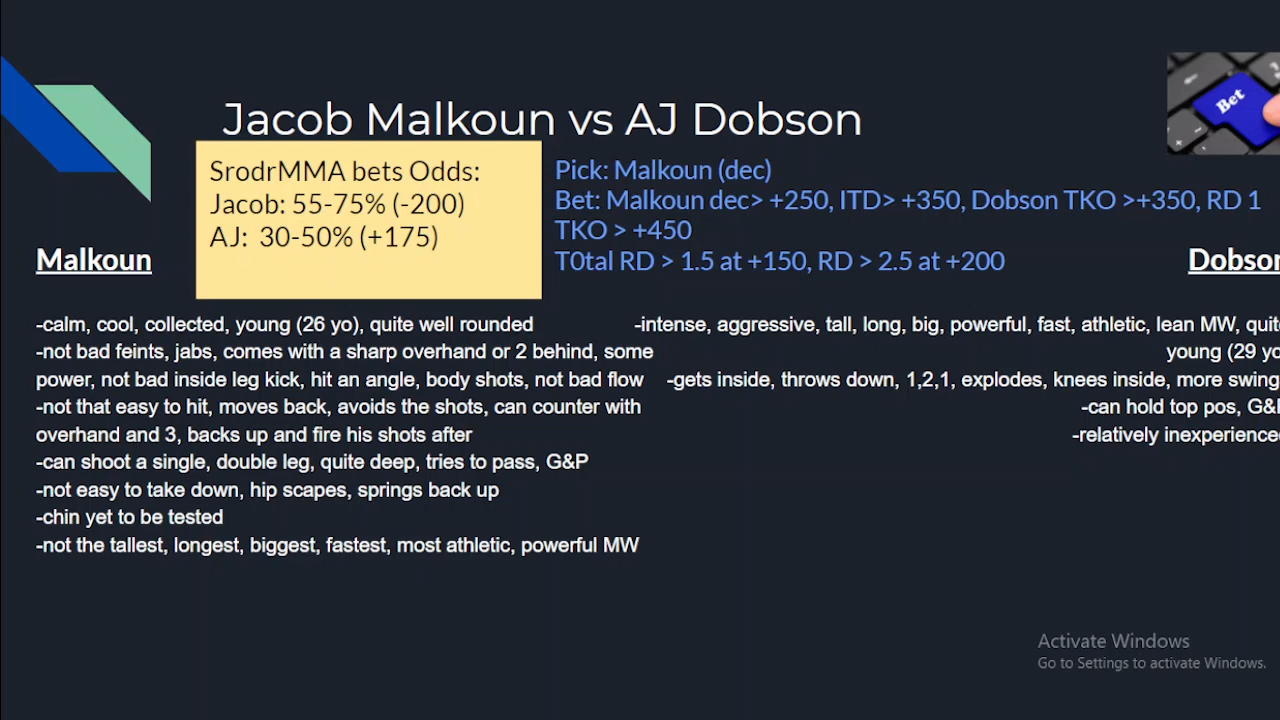 Jacob Malkoun vs AJ Dobson
Bet
SrodrMMA bets Odds:
Jacob: 55-75% (-200)
AJ:  30-50% (+175)
Pick: Malkoun (dec)
Bet: Malkoun dec> +250, ITD> +350, Dobson TKO >+350, RD 1
TKO > +450
T0tal RD > 1.5 at +150, RD > 2.5 at +200
Malkoun
-calm, cool, collected, young (26 yo), quite well rounded
-not bad feints, jabs, comes with a sharp overhand or 2 behind, some
power, not bad inside leg kick, hit an angle, body shots, not bad flow
-not that easy to hit, moves back, avoids the shots, can counter with
overhand and 3, backs up and fire his shots after
-can shoot a single, double leg, quite deep, tries to pass, G&P
-not easy to take down, hip scapes, springs back up
-chin yet to be tested
-not the tallest, longest, biggest, fastest, most athletic, powerful MW
Dobson
-intense, aggressive, tall, long, big, powerful, fast, athletic, lean MW, quite
young (29 yo
-gets inside, throws down, 1,2,1, explodes, knees inside, more swing
-can hold top pos, G&P
-relatively inexperienced
Activate Windows
Go to Settings to activate Windows.